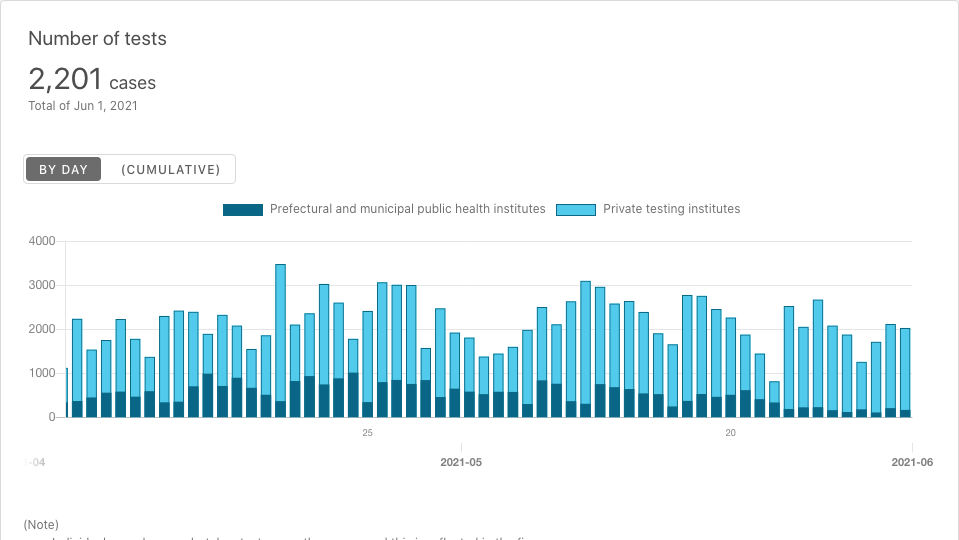 Number of tests
2,201 cases
Total of Jun 1, 2021
BY DAY (CUMULATIVE)
Prefectural and municipal public health institutes Private testing institutes
4000
3000
2000
1000
0
25 20
-04 2021-05 2021-06
(Note)